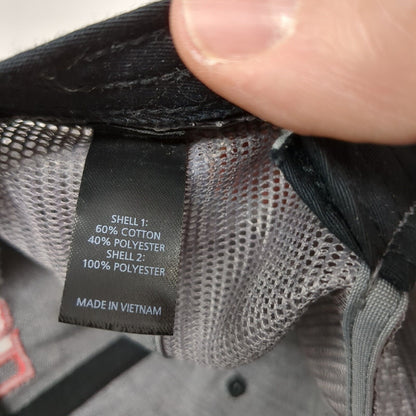 SHELL 1:
60% COTTON
40% POLYESTER
SHELL 2:
100% POLYESTER
MADE IN VIETNAM